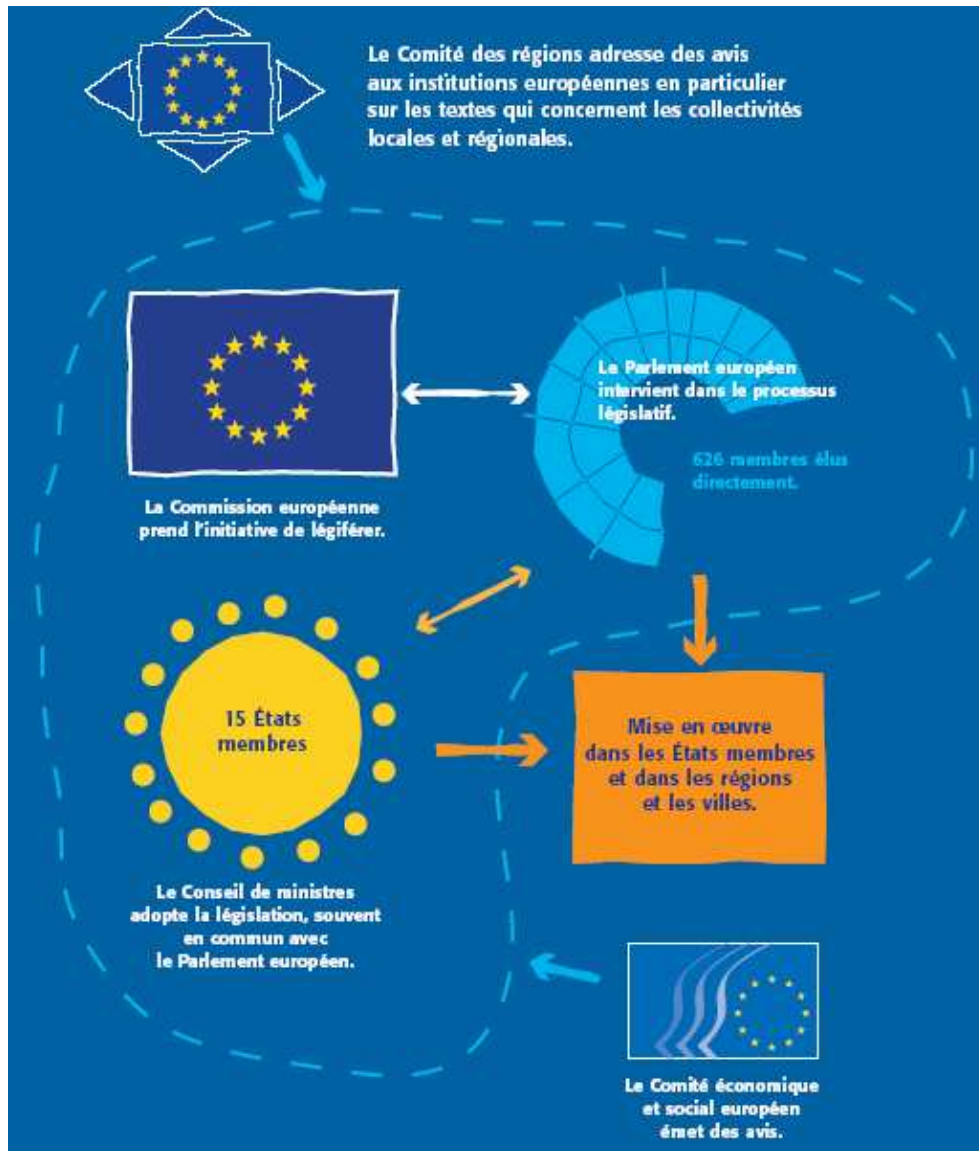 Le Comité des régions adresse des avis
aux institutions européennes en particulier
sur les textes qui concernent les collectivités
locales et régionales.
Le Parlement européen
intervient dans le processus
législatif.
626 membres élus
directement.
La Commission européenne
prend l'initiative de légiférer.
15 États
membres
Mise en œuvre
dans les États membres
et dans les régions
et les villes.
Le Conseil de ministres
adopte la législation, souvent
en commun avec
le Parlement européen.
Le Comité économique
et social européen
émet des avis.